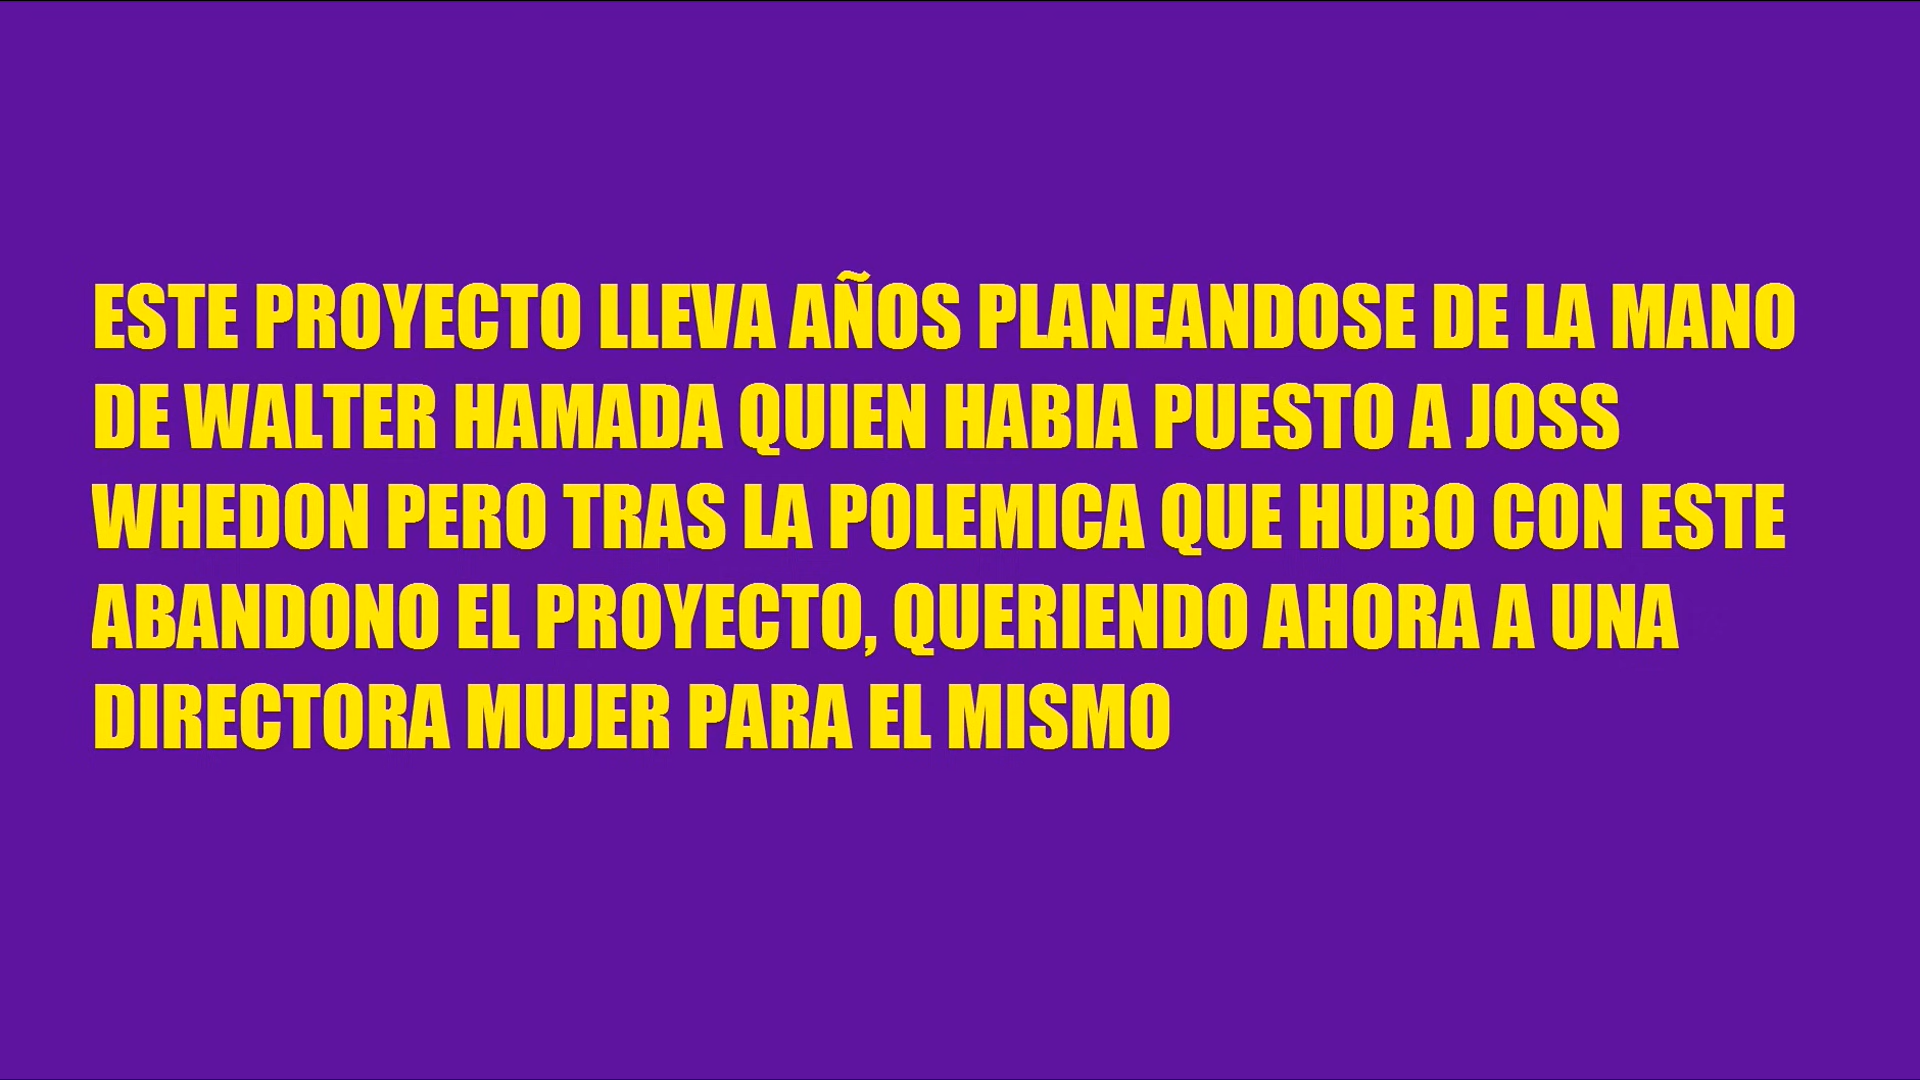 ESTE PROYECTO LLEVA AÑOS PLANEANDOSE DE LA MANO
DE WALTER HAMADA QUIEN HABIA PUESTO A JOSS
WHEDON PERO TRAS LA POLEMICA QUE HUBO CON ESTE
ABANDONO EL PROYECTO, QUERIENDO AHORA A UNA
DIRECTORA MUJER PARA EL MISMO